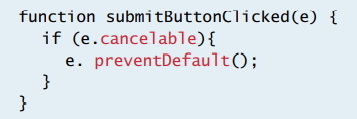 function submitButtonClicked(e) {
if (e.cancelable){
e. preventDefault();
}
}